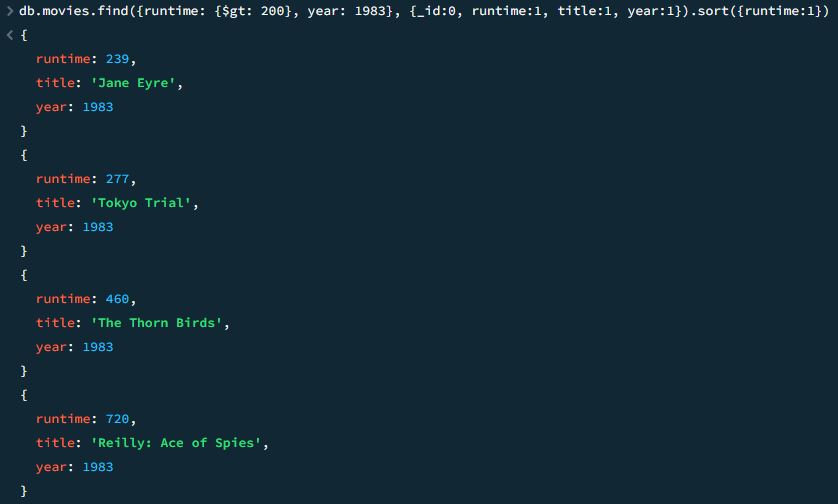 > db.movies.find({runtime: {$gt: 200}, year: 1983}, {_id:0, runtime:1, title:1, year:1}).sort({runtime:1})
< {
runtime: 239,
title: 'Jane Eyre',
year: 1983
}
{
runtime: 277,
title: 'Tokyo Trial',
year: 1983
}
{
runtime: 460,
title: 'The Thorn Birds',
year: 1983
}
{
runtime: 720,
title: 'Reilly: Ace of Spies',
year: 1983
}